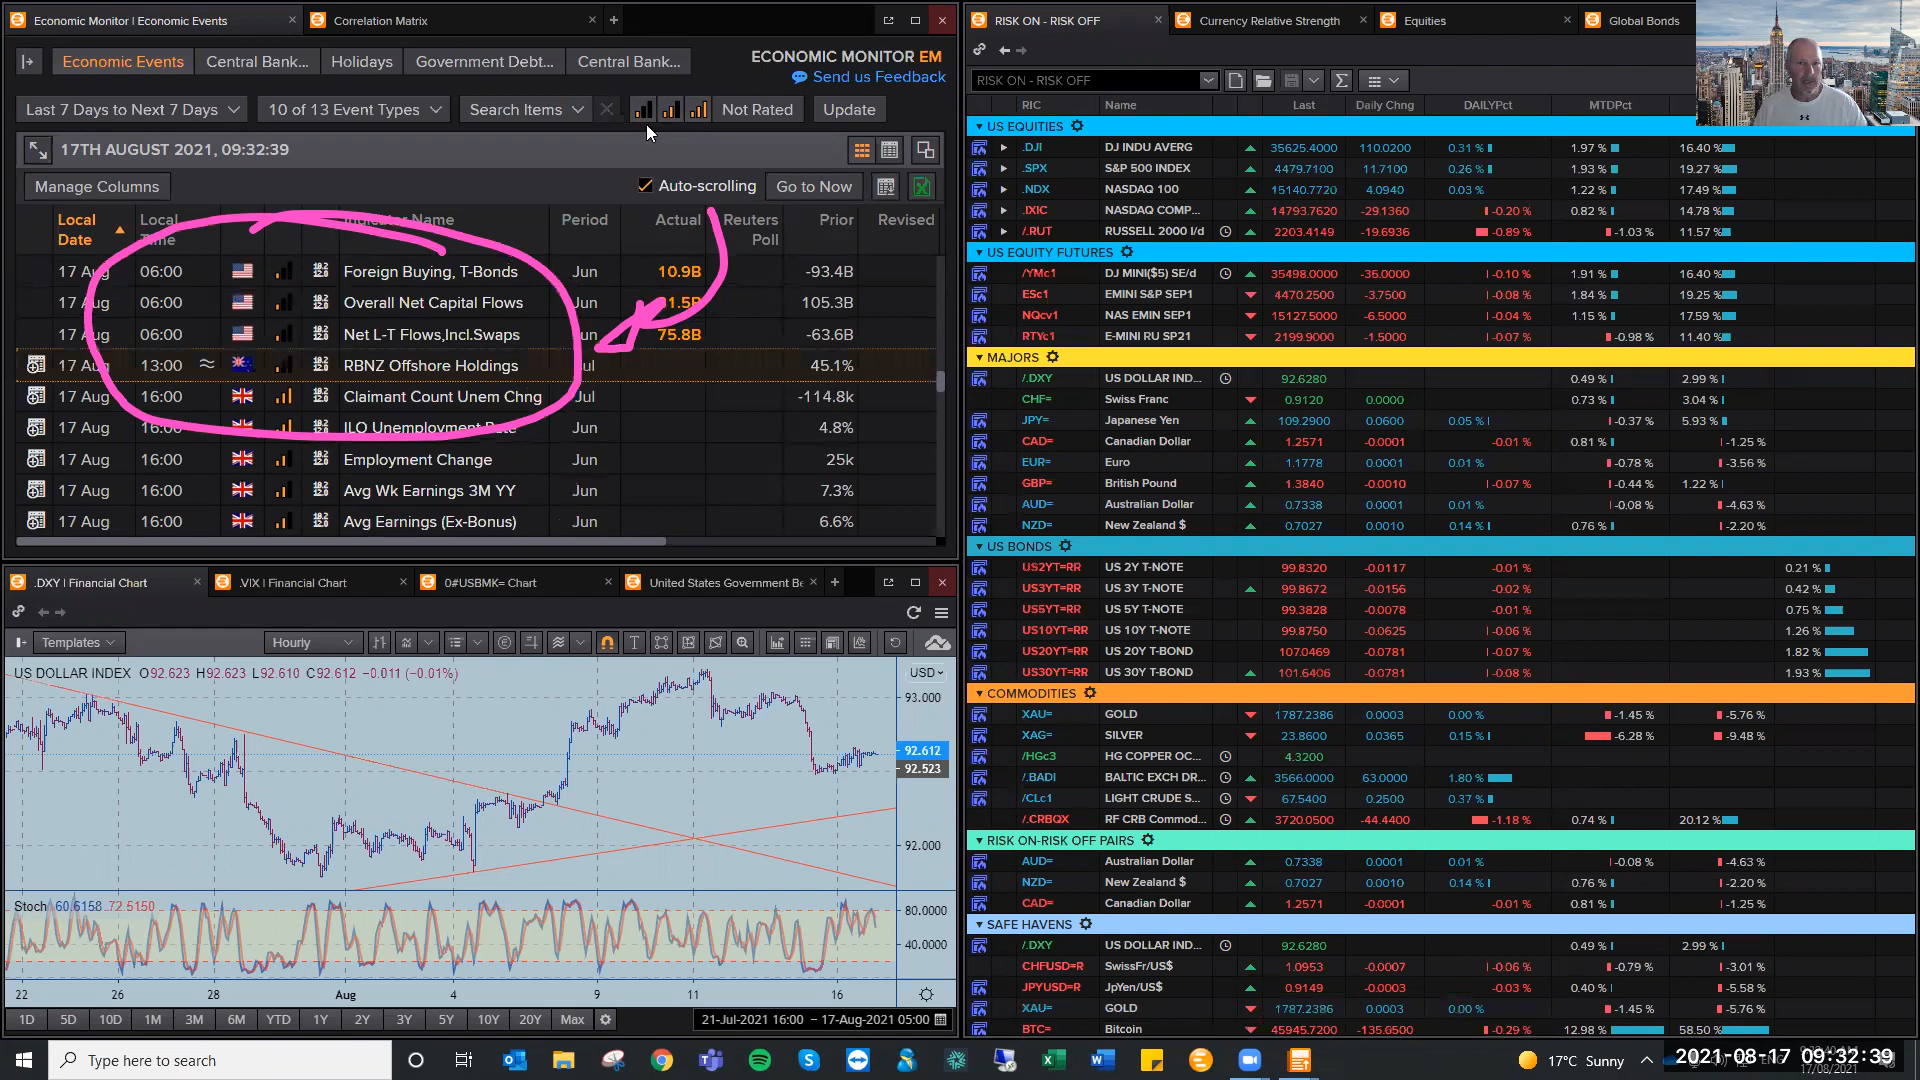 Economic Monitor | Economic Events
Correlation Matrix
Economic Events
Central Bank...
Holidays
Government Debt...
Central Bank...
ECONOMIC MONITOR EM
Send us Feedback
Last 7 Days to Next 7 Days
10 of 13 Event Types
Search Items
Not Rated
Update
17TH AUGUST 2021, 09:32:39
Manage Columns
Auto-scrolling
Go to Now
Local Date
Local Time
Indicator Name
Period
Actual
Reuters Poll
Prior
Revised
17 Aug 06:00 Foreign Buying, T-Bonds Jun 10.9B -93.4B
17 Aug 06:00 Overall Net Capital Flows Jun 105.3B
17 Aug 06:00 Net L-T Flows,Incl.Swaps Jun 75.8B -63.6B
17 Aug 13:00 ≈ RBNZ Offshore Holdings Jul 45.1%
17 Aug 16:00 Claimant Count Unem Chng Jul -114.8k
17 Aug 16:00 ILO Unemployment Rate Jun 4.8%
17 Aug 16:00 Employment Change Jun 25k
17 Aug 16:00 Avg Wk Earnings 3M YY Jun 7.3%
17 Aug 16:00 Avg Earnings (Ex-Bonus) Jun 6.6%
.DXY | Financial Chart
.VIX | Financial Chart
0#USBMK= Chart
United States Government Be
Templates
Hourly
US DOLLAR INDEX O92.623 H92.623 L92.610 C92.612 -0.011 (-0.01%)
USD
93.000
92.612
92.523
92.000
Stoch 60.6158 72.5150
80.0000
40.0000
22 26 28 Aug 4 9 11 16
1D 5D 10D 1M 3M 6M YTD 1Y 2Y 3Y 5Y 10Y 20Y Max
21-Jul-2021 16:00 – 17-Aug-2021 05:00
RISK ON - RISK OFF
Currency Relative Strength
Equities
Global Bonds
RISK ON - RISK OFF
RIC Name Last Daily Chng DAILYPct MTDPct
US EQUITIES
.DJI DJ INDU AVERG 35625.4000 110.0200 0.31 % 1.97 % 16.40 %
.SPX S&P 500 INDEX 4479.7100 11.7100 0.26 % 1.93 % 19.27 %
.NDX NASDAQ 100 15140.7720 4.0940 0.03 % 1.22 % 17.49 %
.IXIC NASDAQ COMP... 14793.7620 -29.1360 -0.20 % 0.82 % 14.78 %
/.RUT RUSSELL 2000 I/d 2203.4149 -19.6936 -0.89 % -1.03 % 11.57 %
US EQUITY FUTURES
/YMc1 DJ MINI($5) SE/d 35498.0000 -36.0000 -0.10 % 1.91 % 16.40 %
ESc1 EMINI S&P SEP1 4470.2500 -3.7500 -0.08 % 1.84 % 19.25 %
NQcv1 NAS EMIN SEP1 15127.5000 -6.5000 -0.04 % 1.15 % 17.59 %
RTYc1 E-MINI RU SP21 2199.9000 -1.5000 -0.07 % -0.98 % 11.40 %
MAJORS
/.DXY US DOLLAR IND... 92.6280 0.49 % 2.99 %
CHF= Swiss Franc 0.9120 0.0000 0.73 % 3.04 %
JPY= Japanese Yen 109.2900 0.0600 0.05 % -0.37 % 5.93 %
CAD= Canadian Dollar 1.2571 -0.0001 -0.01 % 0.81 % -1.25 %
EUR= Euro 1.1778 0.0001 0.01 % -0.78 % -3.56 %
GBP= British Pound 1.3840 -0.0010 -0.07 % -0.44 % 1.22 %
AUD= Australian Dollar 0.7338 0.0001 0.01 % -0.08 % -4.63 %
NZD= New Zealand $ 0.7027 0.0010 0.14 % 0.76 % -2.20 %
US BONDS
US2YT=RR US 2Y T-NOTE 99.8320 -0.0117 -0.01 % 0.21 %
US3YT=RR US 3Y T-NOTE 99.8672 -0.0156 -0.02 % 0.42 %
US5YT=RR US 5Y T-NOTE 99.3828 -0.0078 -0.01 % 0.75 %
US10YT=RR US 10Y T-NOTE 99.8750 -0.0625 -0.06 % 1.26 %
US20YT=RR US 20Y T-BOND 107.0469 -0.0781 -0.07 % 1.82 %
US30YT=RR US 30Y T-BOND 101.6406 -0.0781 -0.08 % 1.93 %
COMMODITIES
XAU= GOLD 1787.2386 0.0003 0.00 % -1.45 % -5.76 %
XAG= SILVER 23.8600 0.0365 0.15 % -6.28 % -9.48 %
/HGc3 HG COPPER OC... 4.3200
/.BADI BALTIC EXCH DR... 3566.0000 63.0000 1.80 %
/CLc1 LIGHT CRUDE S... 67.5400 0.2500 0.37 %
/.CRBQX RF CRB Commod... 3720.0500 -44.4400 -1.18 % 0.74 % 20.12 %
RISK ON-RISK OFF PAIRS
AUD= Australian Dollar 0.7338 0.0001 0.01 % -0.08 % -4.63 %
NZD= New Zealand $ 0.7027 0.0010 0.14 % 0.76 % -2.20 %
CAD= Canadian Dollar 1.2571 -0.0001 -0.01 % 0.81 % -1.25 %
SAFE HAVENS
/.DXY US DOLLAR IND... 92.6280 0.49 % 2.99 %
CHFUSD=R SwissFr/US$ 1.0953 -0.0007 -0.06 % -0.79 % -3.01 %
JPYUSD=R JpYen/US$ 0.9149 -0.0003 -0.03 % 0.40 % -5.58 %
XAU= GOLD 1787.2386 0.0003 0.00 % -1.45 % -5.76 %
BTC= Bitcoin 45945.7200 -135.6500 -0.29 % 12.98 % 58.50 %
Type here to search
17°C Sunny
2021-08-17 09:32:39
17/08/2021